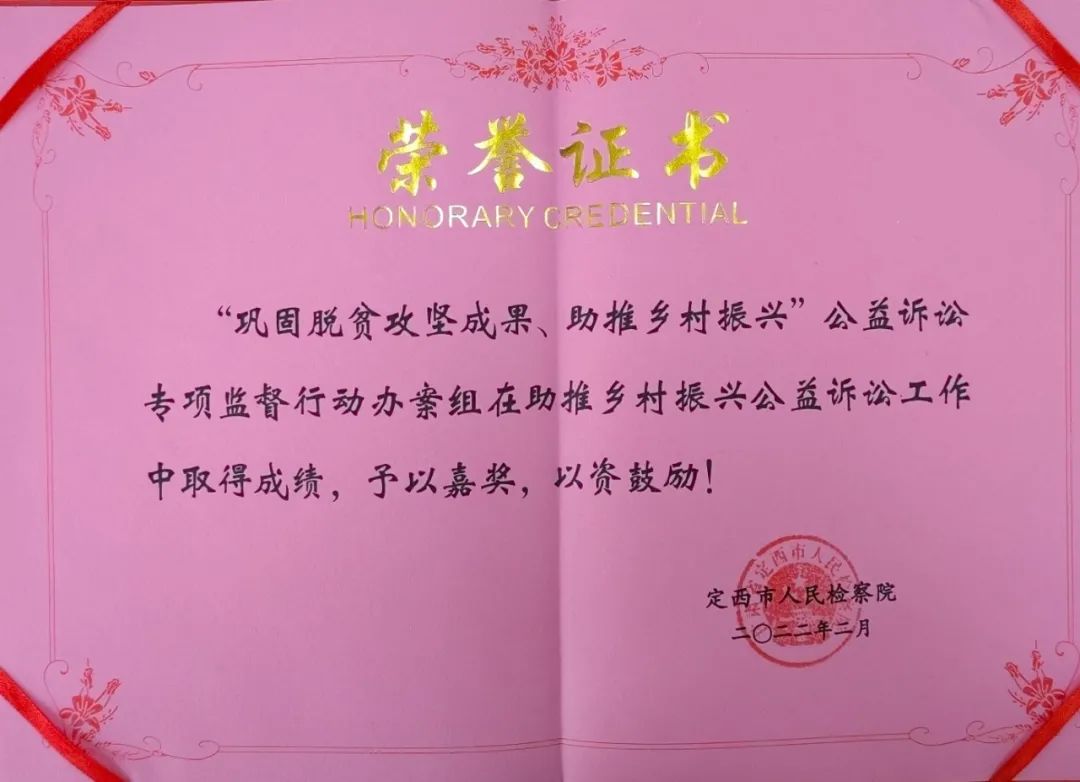 荣誉证书
HONORARY CREDENTIAL
“巩固脱贫攻坚成果、助推乡村振兴”公益诉讼
专项监督行动办案组在助推乡村振兴公益诉讼工作
中取得成绩，予以嘉奖，以资鼓励！
定西市人民检察院
二〇二二年二月